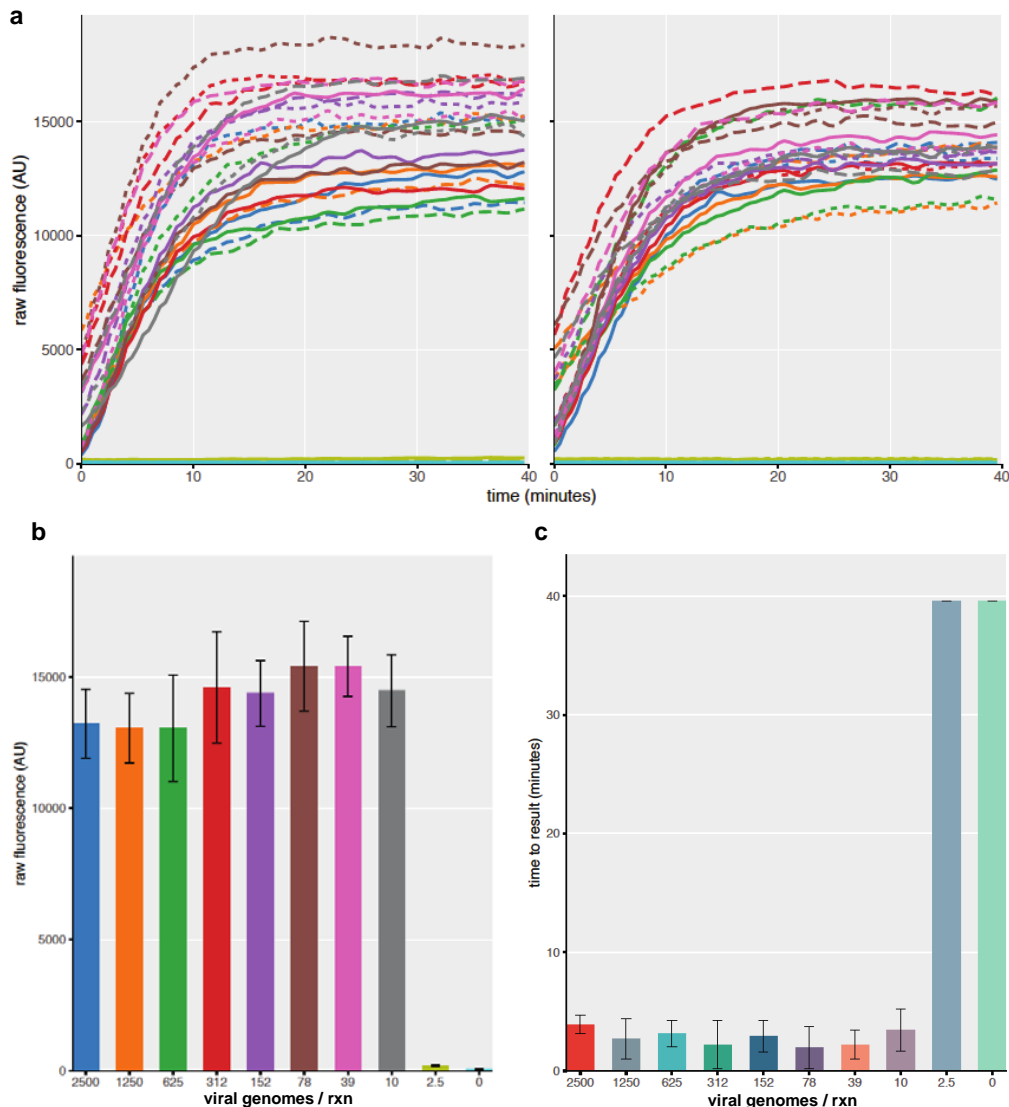 a
15000
10000
5000
0
raw fluorescence (AU)
0 10 20 30 40 0 10 20 30 40
time (minutes)
b
15000
10000
5000
0
raw fluorescence (AU)
2500 1250 625 312 152 78 39 10 2.5 0
viral genomes / rxn
c
40
30
20
10
0
time to result (minutes)
2500 1250 625 312 152 78 39 10 2.5 0
viral genomes / rxn